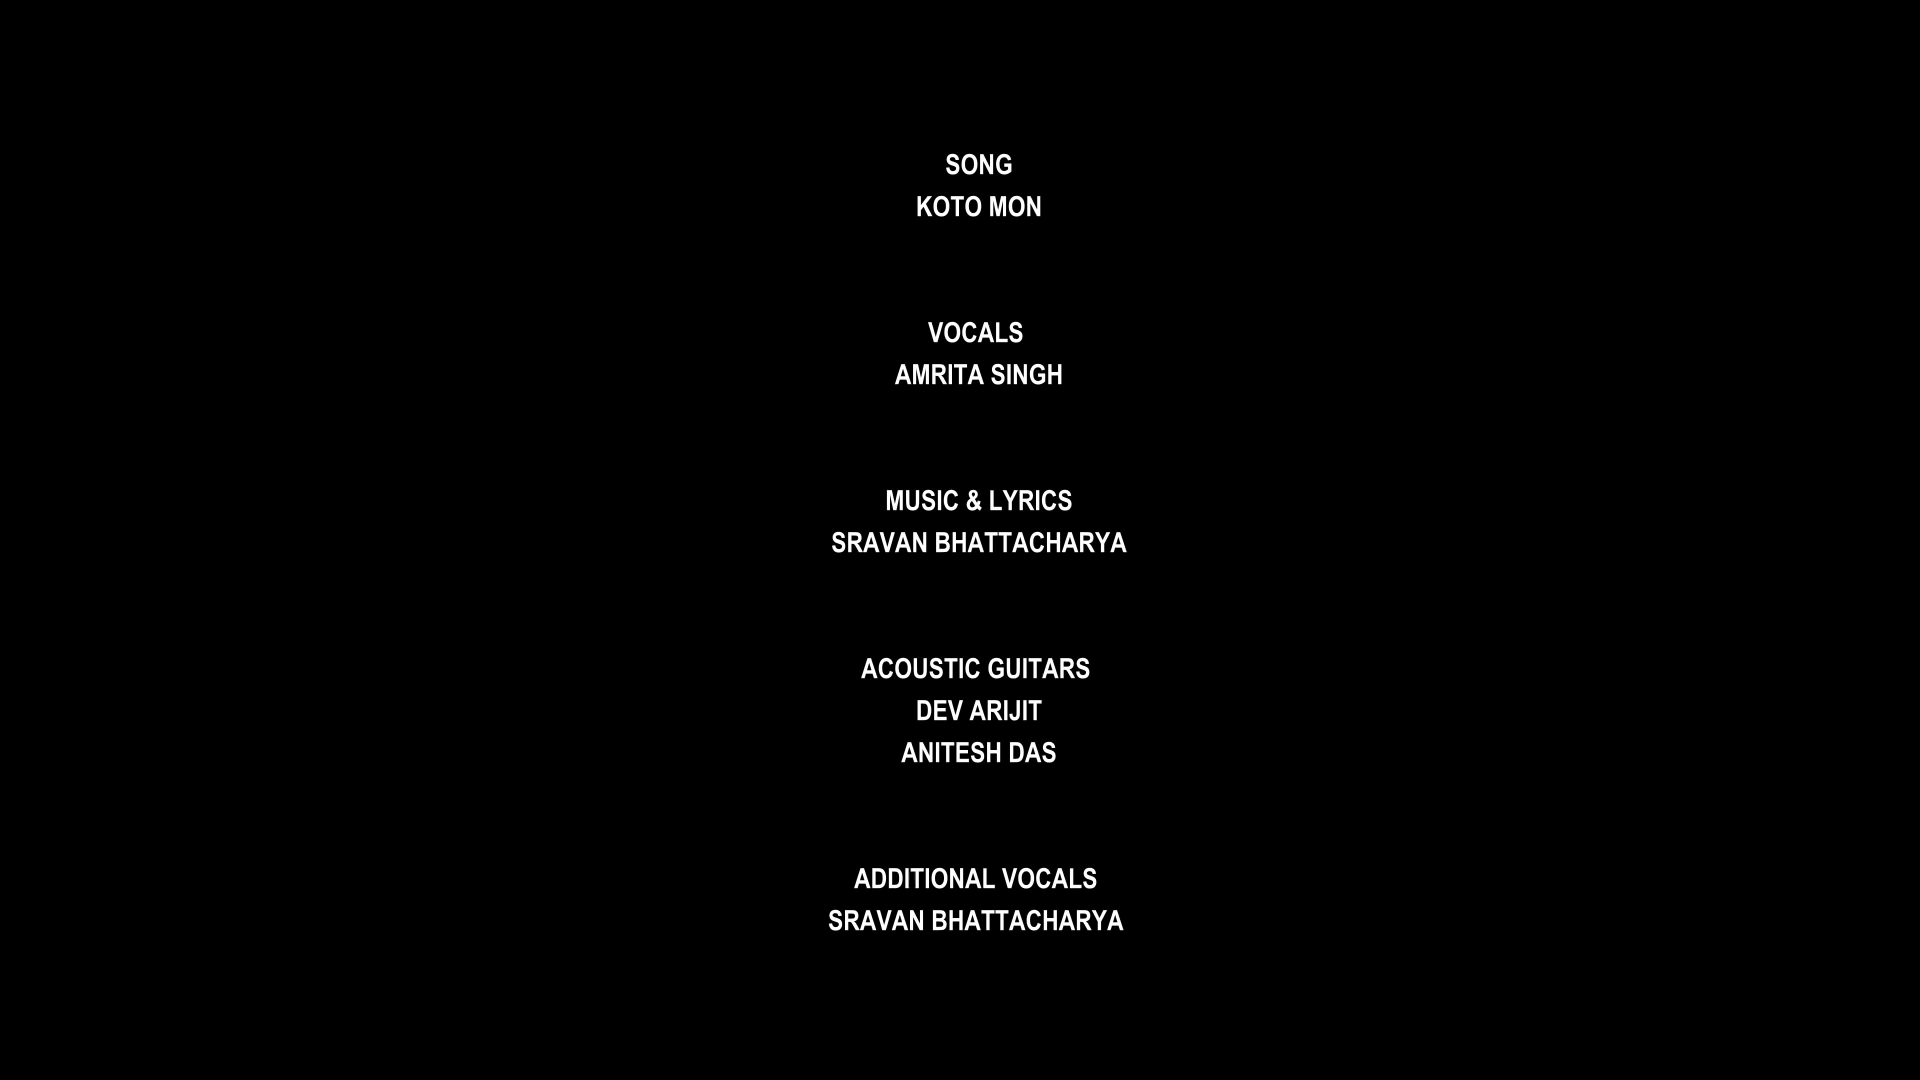 SONG
KOTO MON
VOCALS
AMRITA SINGH
MUSIC & LYRICS
SRAVAN BHATTACHARYA
ACOUSTIC GUITARS
DEV ARIJIT
ANITESH DAS
ADDITIONAL VOCALS
SRAVAN BHATTACHARYA